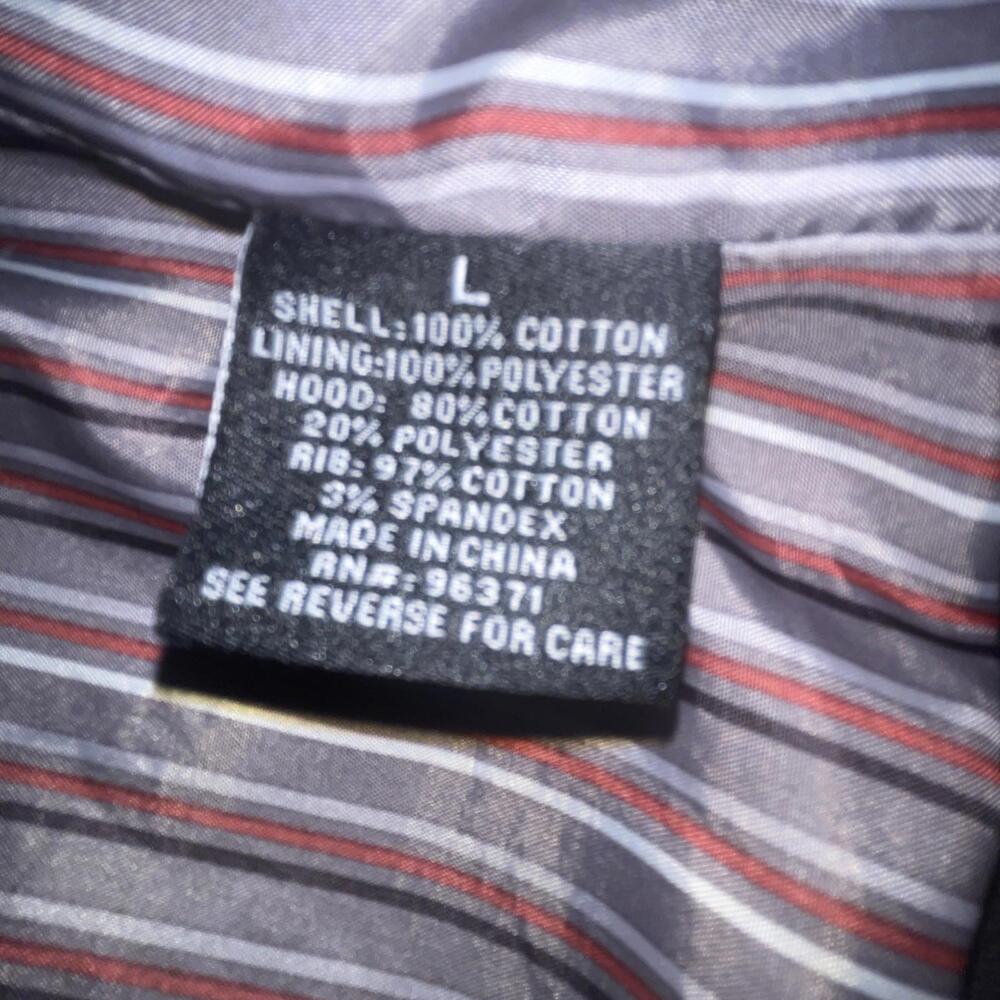 L
SHELL:100% COTTON
LINING:100%POLYESTER
HOOD: 80%COTTON
20% POLYESTER
RIB: 97% COTTON
3% SPANDEX
MADE IN CHINA
RN#: 96371
SEE REVERSE FOR CARE